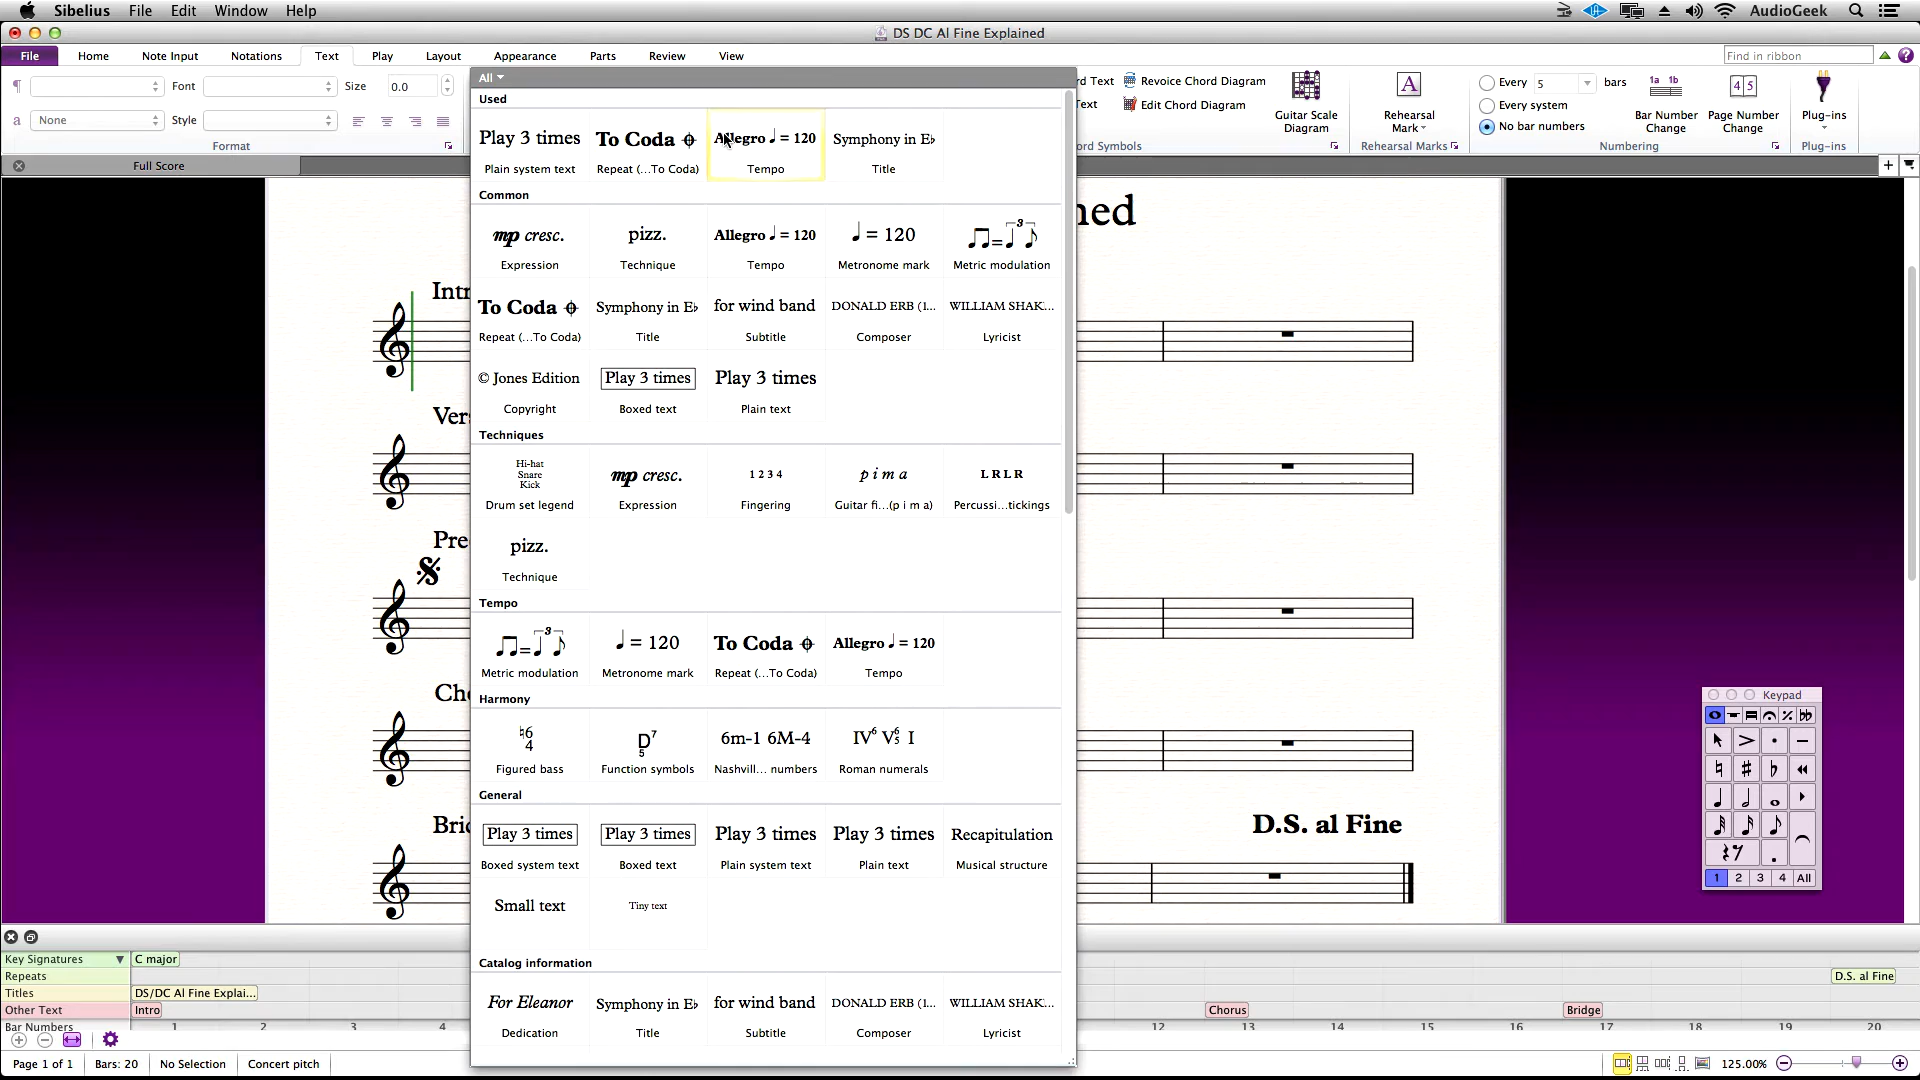 Sibelius File Edit Window Help AudioGeek
DS DC Al Fine Explained
File Home Note Input Notations Text Play Layout Appearance Parts Review View Find in ribbon
Font Size 0.0
None Style
Format
rd Text Revoice Chord Diagram
Text Edit Chord Diagram
ord Symbols
Guitar Scale
Diagram
Rehearsal
Mark
Rehearsal Marks
Every 5 bars
Every system
No bar numbers
1a 1b
Bar Number
Change
4 5
Page Number
Change
Numbering
Plug-ins
Plug-ins
Full Score
All
Used
Play 3 times To Coda Allegro = 120 Symphony in E♭
Plain system text Repeat (...To Coda) Tempo Title
Common
mp cresc. pizz. Allegro = 120 = 120 3
Expression Technique Tempo Metronome mark Metric modulation
To Coda Symphony in E♭ for wind band DONALD ERB (1... WILLIAM SHAK...
Repeat (...To Coda) Title Subtitle Composer Lyricist
© Jones Edition Play 3 times Play 3 times
Copyright Boxed text Plain text
Techniques
Hi-hat
Snare
Kick
mp cresc. 1 2 3 4 p i m a L R L R
Drum set legend Expression Fingering Guitar fi...(p i m a) Percussi...tickings
pizz.
Technique
Tempo
3 = 120 To Coda Allegro = 120
Metric modulation Metronome mark Repeat (...To Coda) Tempo
Harmony
♮6
4
D7
5
6m-1 6M-4 IV6 V6/5 I
Figured bass Function symbols Nashvill... numbers Roman numerals
General
Play 3 times Play 3 times Play 3 times Play 3 times Recapitulation
Boxed system text Boxed text Plain system text Plain text Musical structure
Small text Tiny text
Catalog information
For Eleanor Symphony in E♭ for wind band DONALD ERB (1... WILLIAM SHAK...
Dedication Title Subtitle Composer Lyricist
ned
Intr
Vers
Pre
Cho
Brid
D.S. al Fine
Keypad
1 2 3 4 All
Key Signatures C major
Repeats D.S. al Fine
Titles DS/DC Al Fine Explai...
Other Text Intro Chorus Bridge
Bar Numbers 1 2 3 4 12 13 14 15 16 17 18 19 20
Page 1 of 1 Bars: 20 No Selection Concert pitch 125.00%